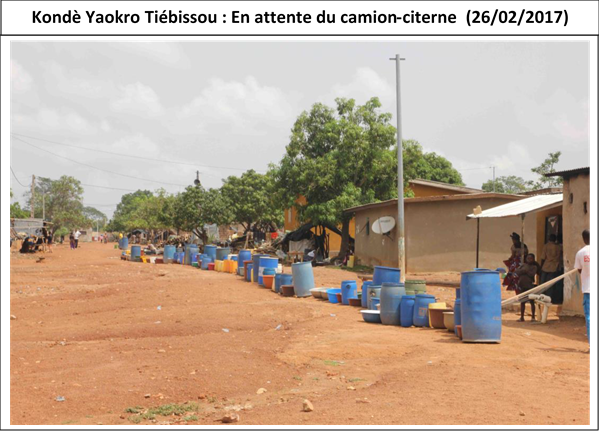 Kondè Yaokro Tiébissou : En attente du camion-citerne (26/02/2017)